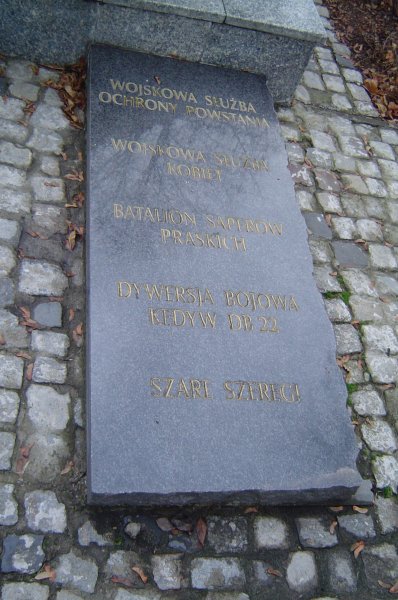 WOJSKOWA SŁUŻBA
OCHRONY POWSTANIA
WOJSKOWA SŁUŻBA
KOBIET
BATALION SAPERÓW
PRASKICH
DYWERSJA BOJOWA
KEDYW DB 22
SZARE SZEREGI